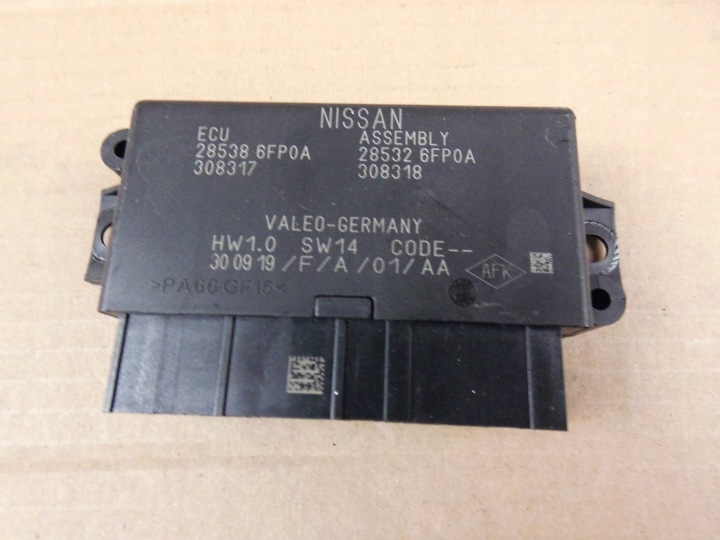 NISSAN
ECU ASSEMBLY
28538 6FP0A 28532 6FP0A
308317 308318
VALEO-GERMANY
HW1.0 SW14 CODE--
30 09 19 /F/A/01/AA
AFK
>PA66 GF15<